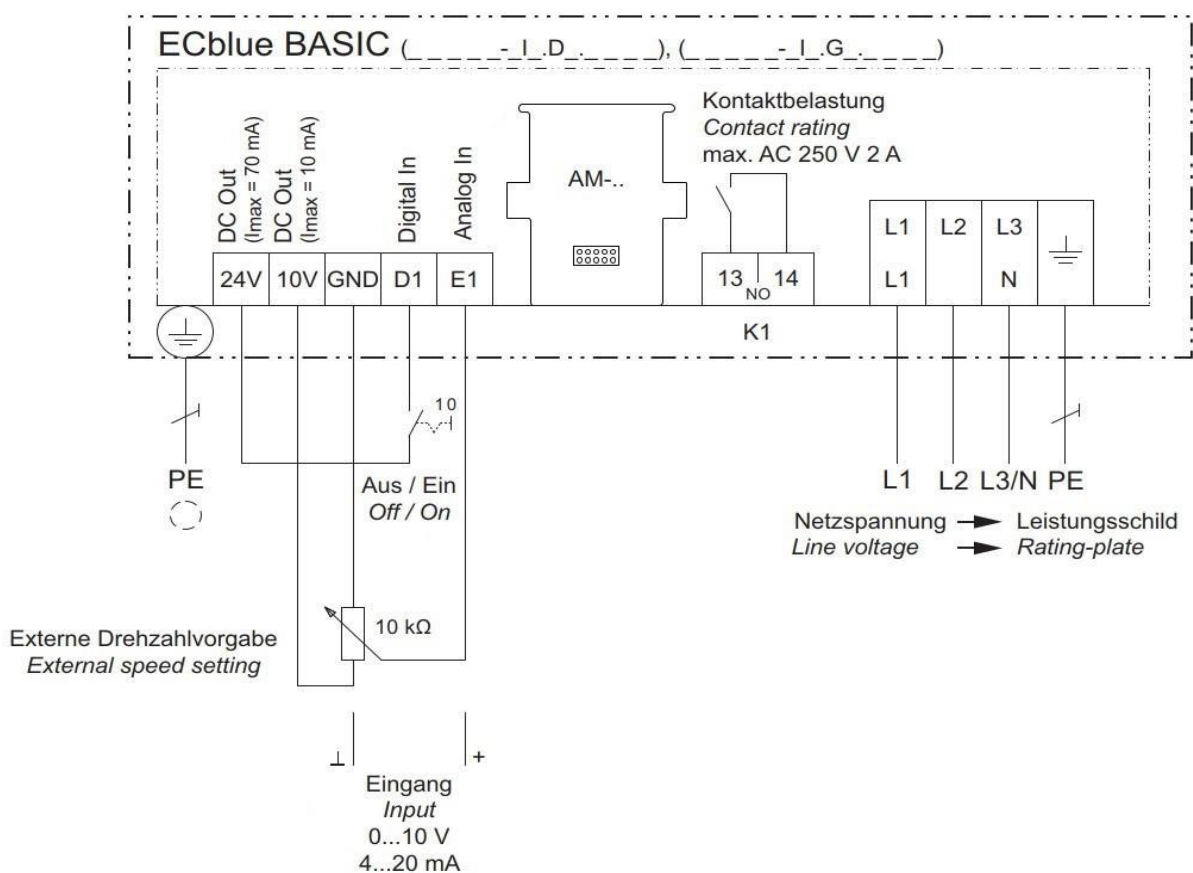 ECblue BASIC (_ _ _ _ _-_I_.D_._ _ _ _), (_ _ _ _ _-_I_.G_._ _ _ _)
Kontaktbelastung
Contact rating
max. AC 250 V 2 A
DC Out
(Imax = 70 mA)
DC Out
(Imax = 10 mA)
Digital In
Analog In
AM-..
24V 10V GND D1 E1
13 14
NO
K1
L1 L2 L3
L1 N
10
PE
Aus / Ein
Off / On
L1 L2 L3/N PE
Netzspannung Leistungsschild
Line voltage Rating-plate
10 kΩ
Externe Drehzahlvorgabe
External speed setting
⊥ +
Eingang
Input
0...10 V
4...20 mA